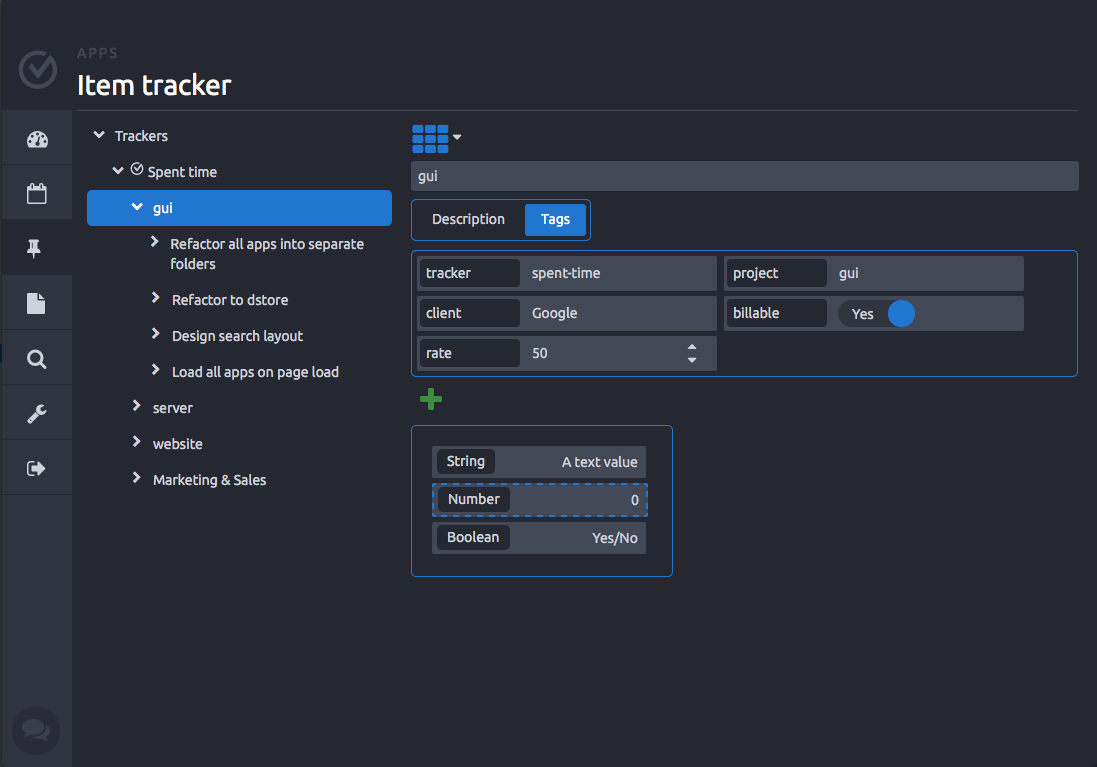 APPS
Item tracker
Trackers
Spent time
gui
Refactor all apps into separate
folders
Refactor to dstore
Design search layout
Load all apps on page load
server
website
Marketing & Sales
gui
Description Tags
tracker spent-time project gui
client Google billable Yes
rate 50
String A text value
Number 0
Boolean Yes/No